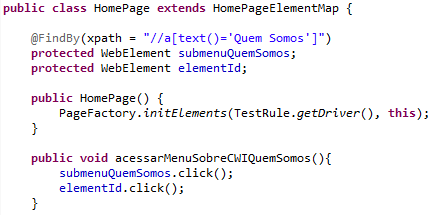 public class HomePage extends HomePageElementMap {
@FindBy(xpath = "//a[text()='Quem Somos']")
protected WebElement submenuQuemSomos;
protected WebElement elementId;
public HomePage() {
PageFactory.initElements(TestRule.getDriver(), this);
}
public void acessarMenuSobreCWIQuemSomos(){
submenuQuemSomos.click();
elementId.click();
}